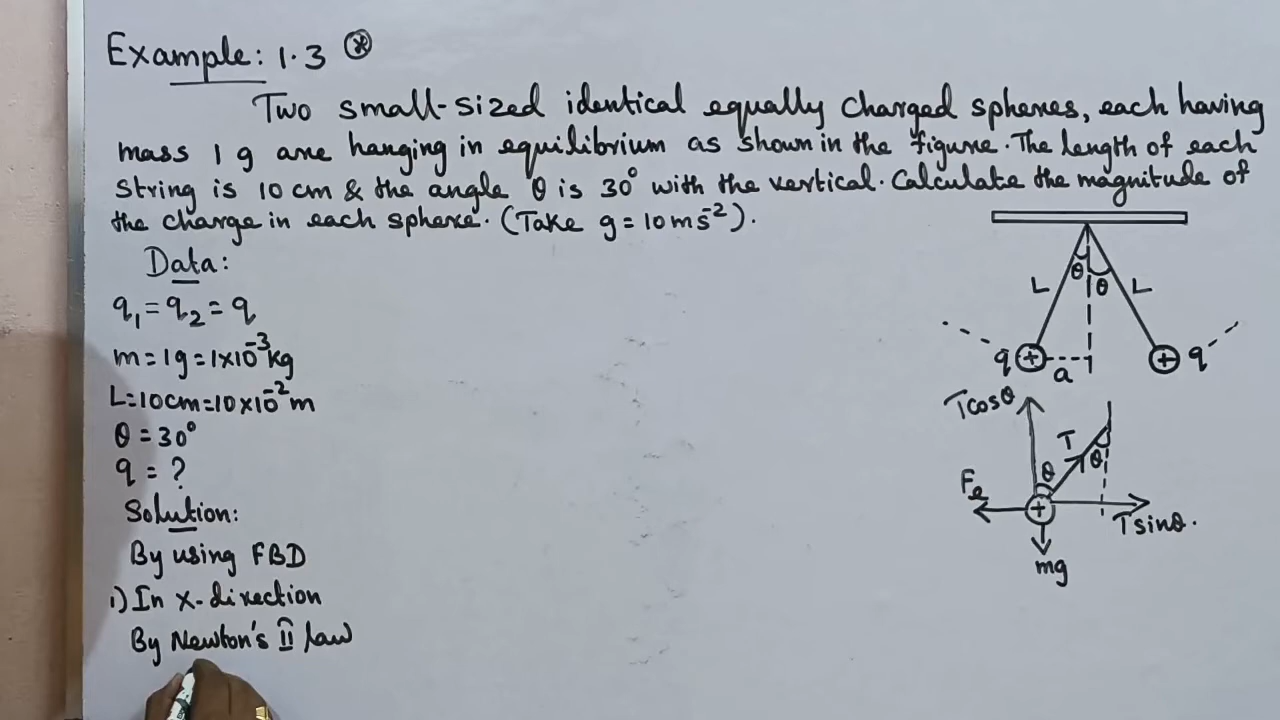 Example: 1.3 ⊛
Two small-sized identical equally charged spheres, each having
mass 1 g are hanging in equilibrium as shown in the figure. The length of each
string is 10 cm & the angle θ is 30° with the vertical. Calculate the magnitude of
the charge in each sphere. (Take g = 10 ms⁻²).
Data:
q₁ = q₂ = q
m = 1g = 1×10⁻³kg
L = 10cm = 10×10⁻²m
θ = 30°
q = ?
Solution:
By using FBD
1) In x-direction
By Newton's II law
θ θ
L L
q + + q
a
Tcosθ
T
θ θ
Fe
+
Tsinθ.
mg